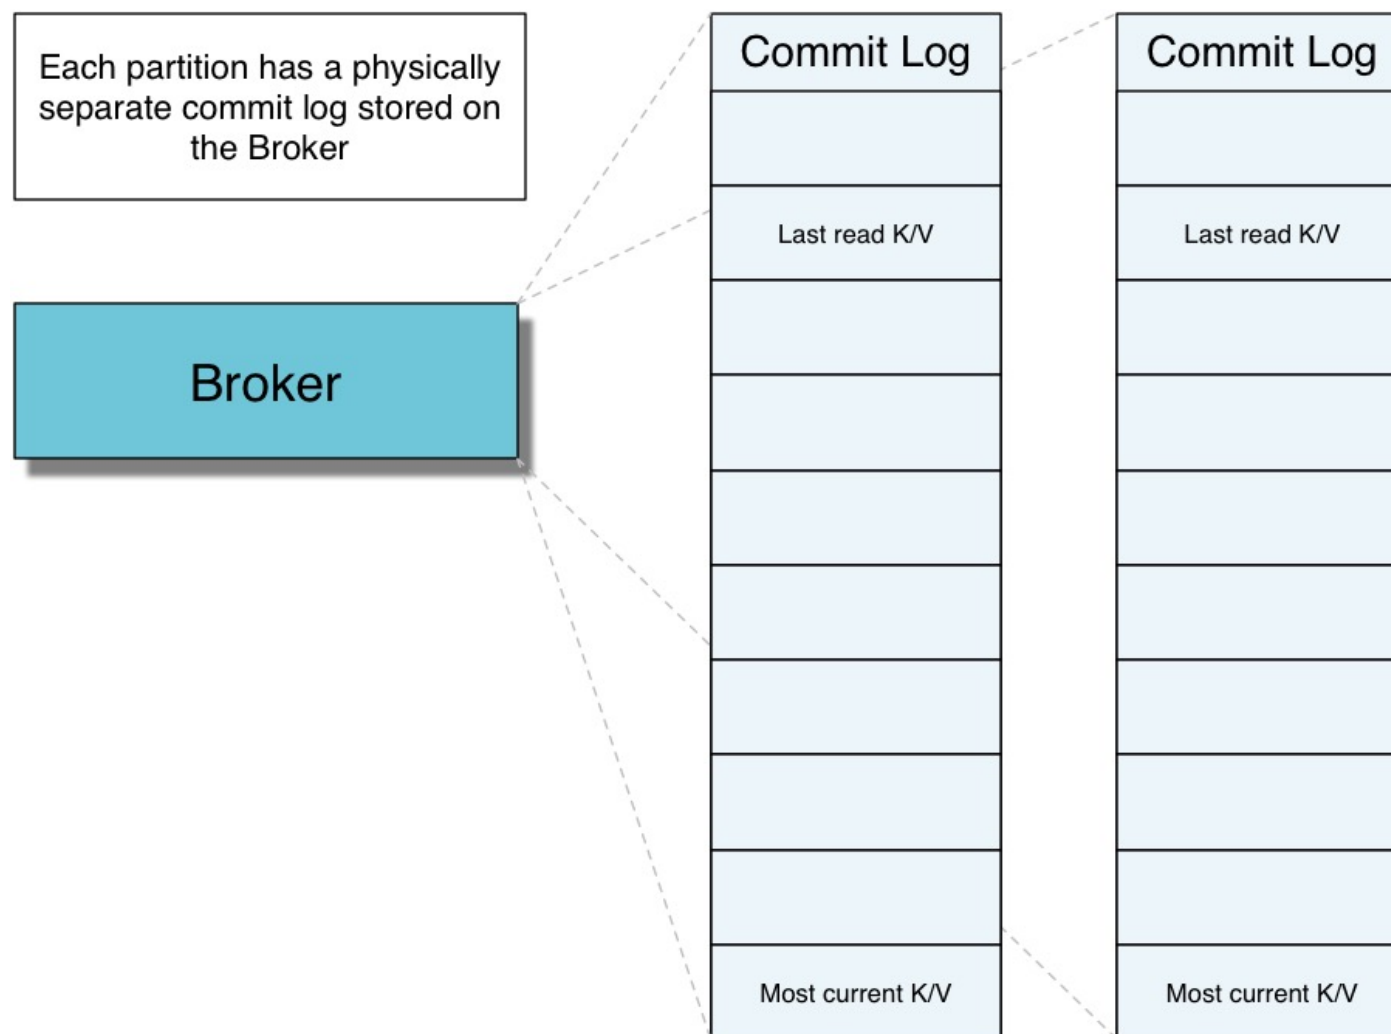 Each partition has a physically
separate commit log stored on
the Broker
Broker
Commit Log
Last read K/V
Most current K/V
Commit Log
Last read K/V
Most current K/V